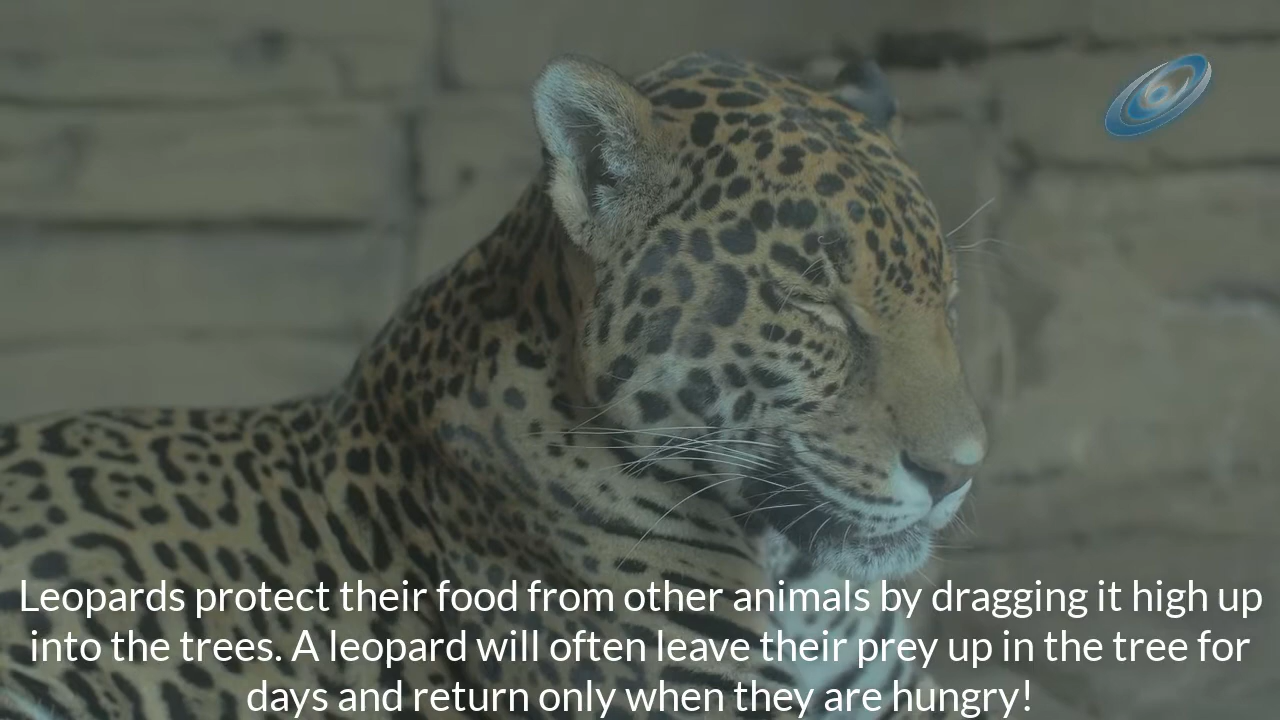 Leopards protect their food from other animals by dragging it high up
into the trees. A leopard will often leave their prey up in the tree for
days and return only when they are hungry!